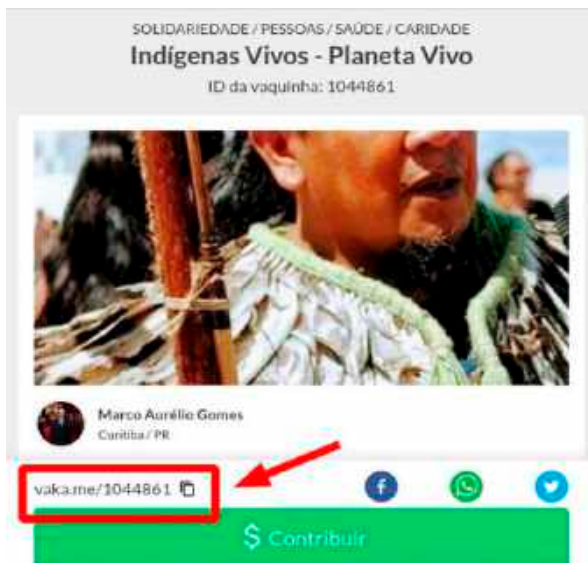 SOLIDARIEDADE / PESSOAS / SAÚDE / CARIDADE
Indígenas Vivos - Planeta Vivo
ID da vaquinha: 1044861
Marco Aurélio Gomes
Curitiba / PR
vaka.me/1044861
$ Contribuir